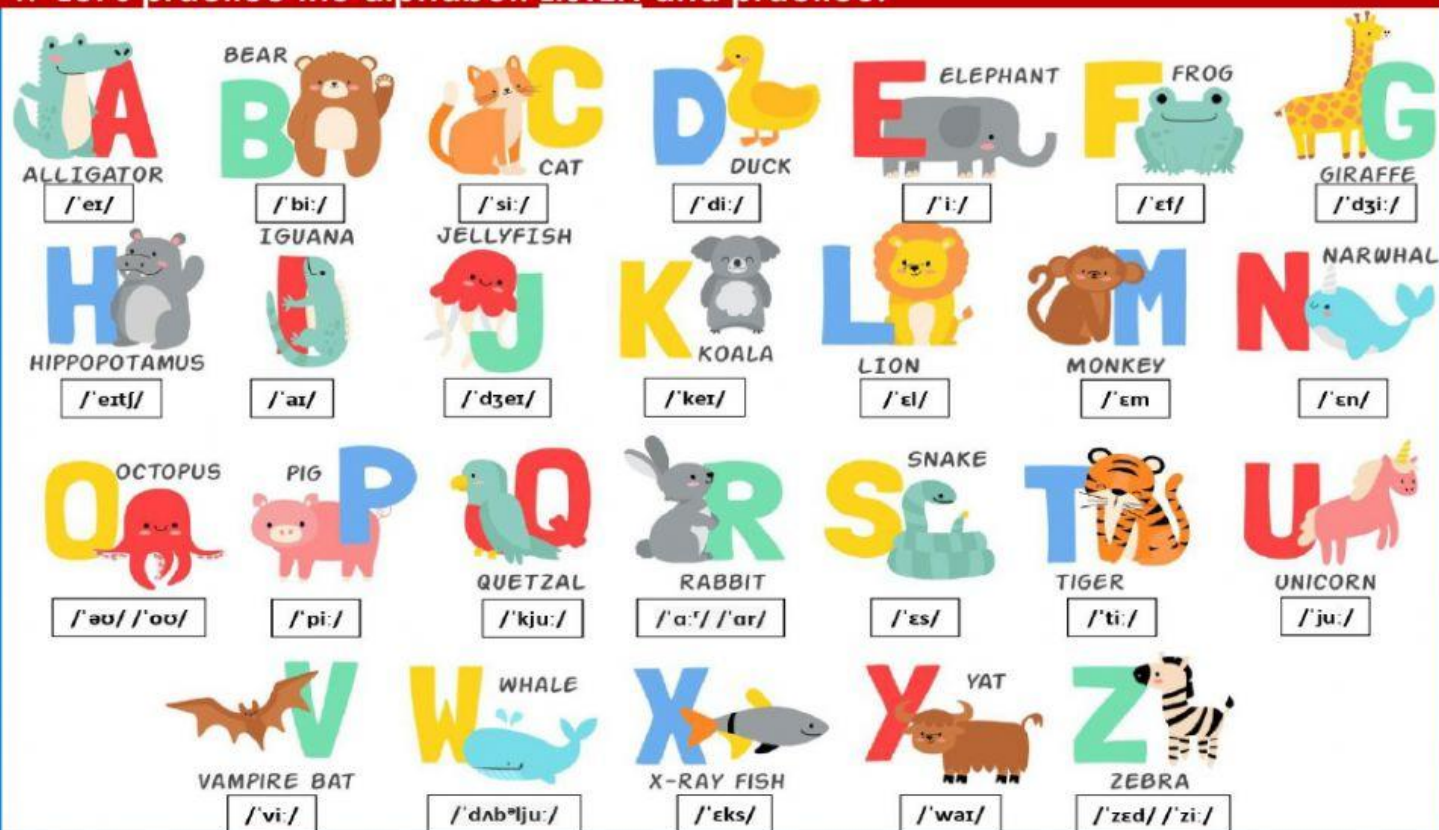 A
ALLIGATOR
/ˈeɪ/
BEAR
B
/ˈbiː/
C
CAT
/ˈsiː/
D
DUCK
/ˈdiː/
E
ELEPHANT
/ˈiː/
F
FROG
/ˈɛf/
G
GIRAFFE
/ˈdʒiː/
H
HIPPOPOTAMUS
/ˈeɪtʃ/
IGUANA
I
/ˈaɪ/
JELLYFISH
J
/ˈdʒeɪ/
K
KOALA
/ˈkeɪ/
L
LION
/ˈɛl/
M
MONKEY
/ˈɛm
N
NARWHAL
/ˈɛn/
O
OCTOPUS
/ˈəʊ/ /ˈoʊ/
PIG
P
/ˈpiː/
Q
QUETZAL
/ˈkjuː/
R
RABBIT
/ˈɑːʳ/ /ˈɑr/
S
SNAKE
/ˈɛs/
T
TIGER
/ˈtiː/
U
UNICORN
/ˈjuː/
V
VAMPIRE BAT
/ˈviː/
W
WHALE
/ˈdʌbᵊljuː/
X
X-RAY FISH
/ˈɛks/
Y
YAT
/ˈwaɪ/
Z
ZEBRA
/ˈzɛd/ /ˈziː/